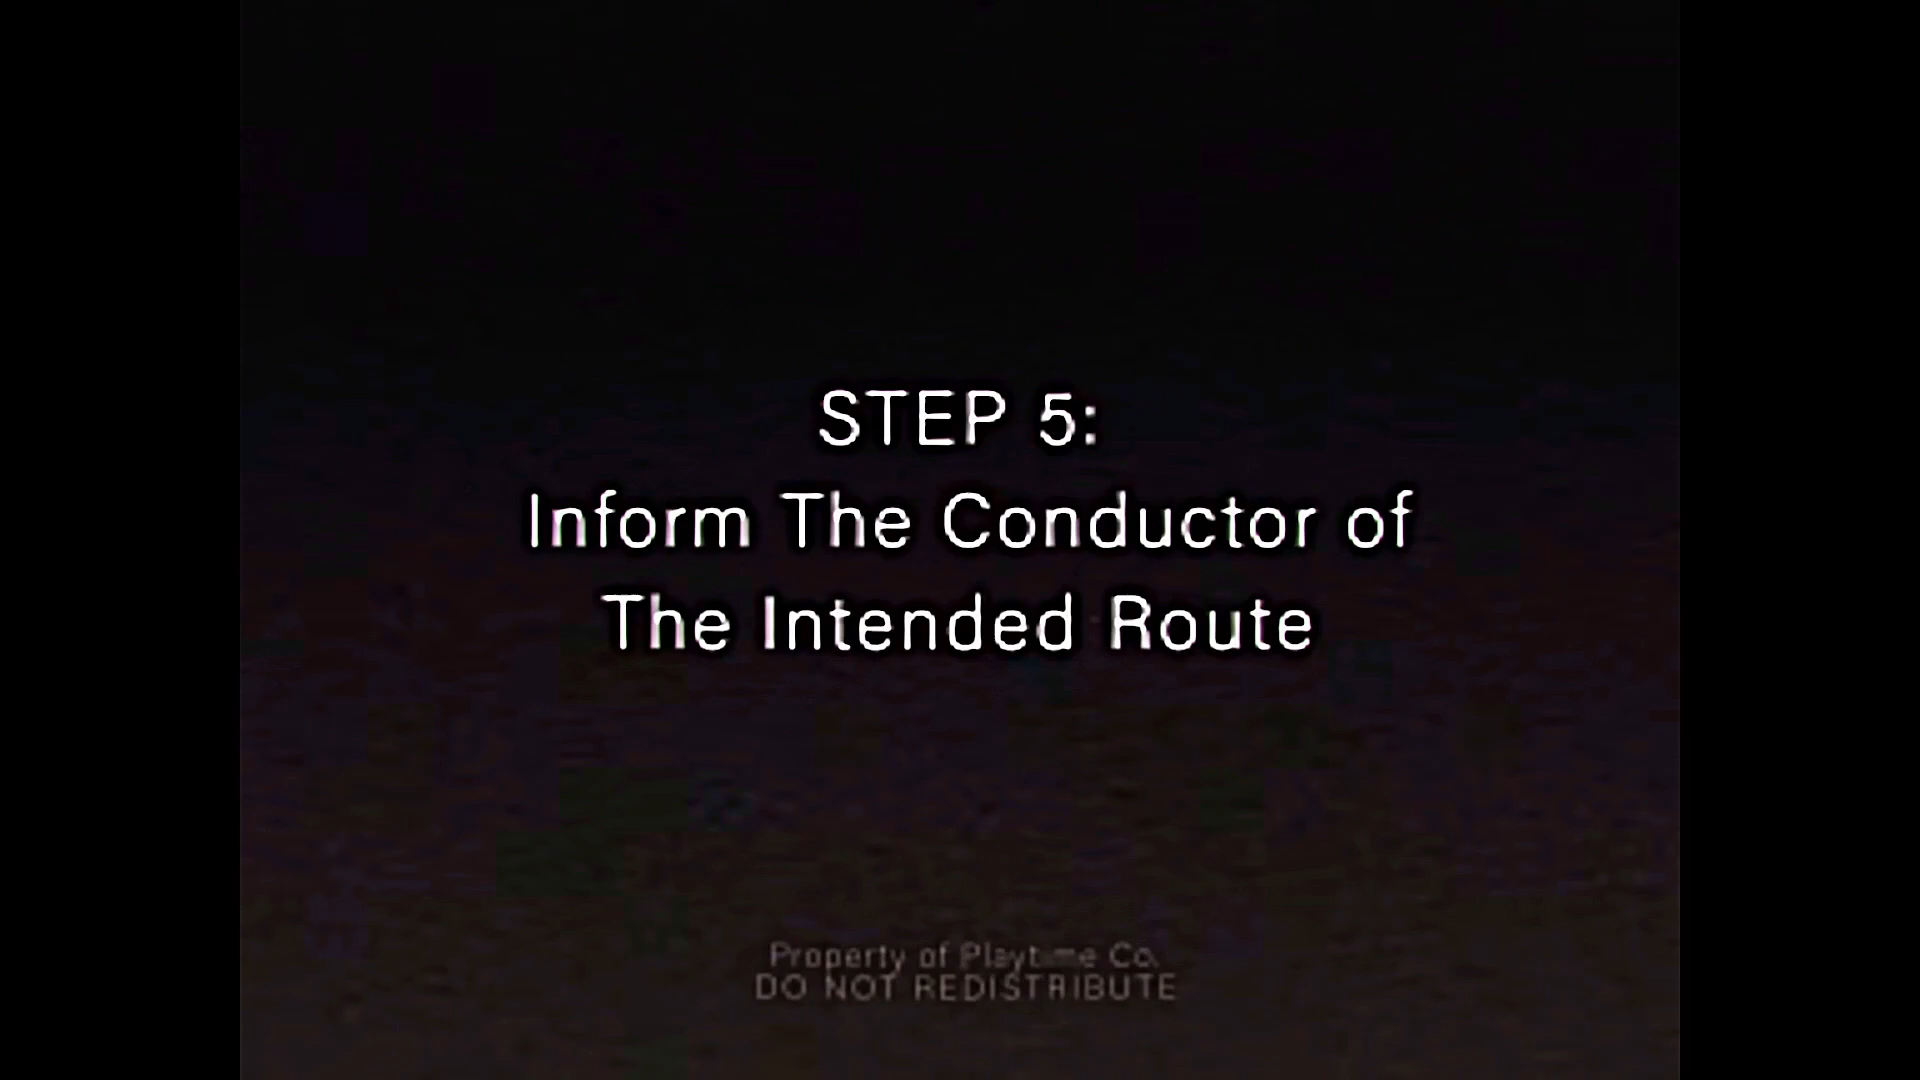 STEP 5:
Inform The Conductor of
The Intended Route
Property of Playtime Co.
DO NOT REDISTRIBUTE